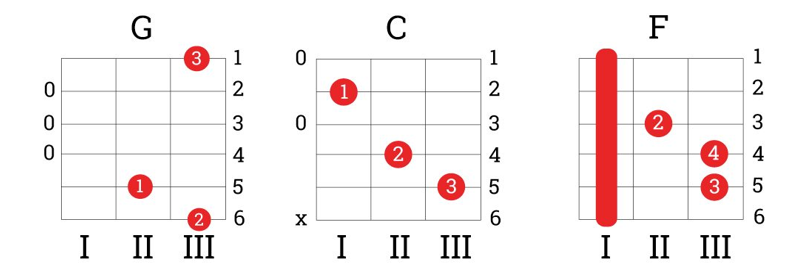 G C F
3 1 0 1 1
0 2 1 2 2
0 3 0 3 2 3
0 4 2 4 4 4
1 5 3 5 3 5
2 6 x 6 6
I II III I II III I II III